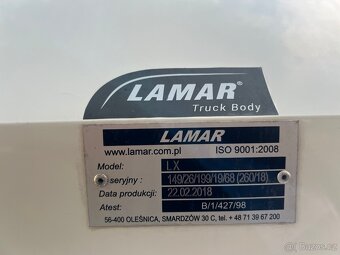 LAMAR®
Truck Body
LAMAR
www.lamar.com.pl ISO 9001:2008
Model: LX
seryjny: 149/26/199/19/68 (260/18)
Data produkcji: 22.02.2018
Atest: B/1/427/98
56-400 OLEŚNICA, SMARDZÓW 30 C, tel. + 48 71 39 67 200